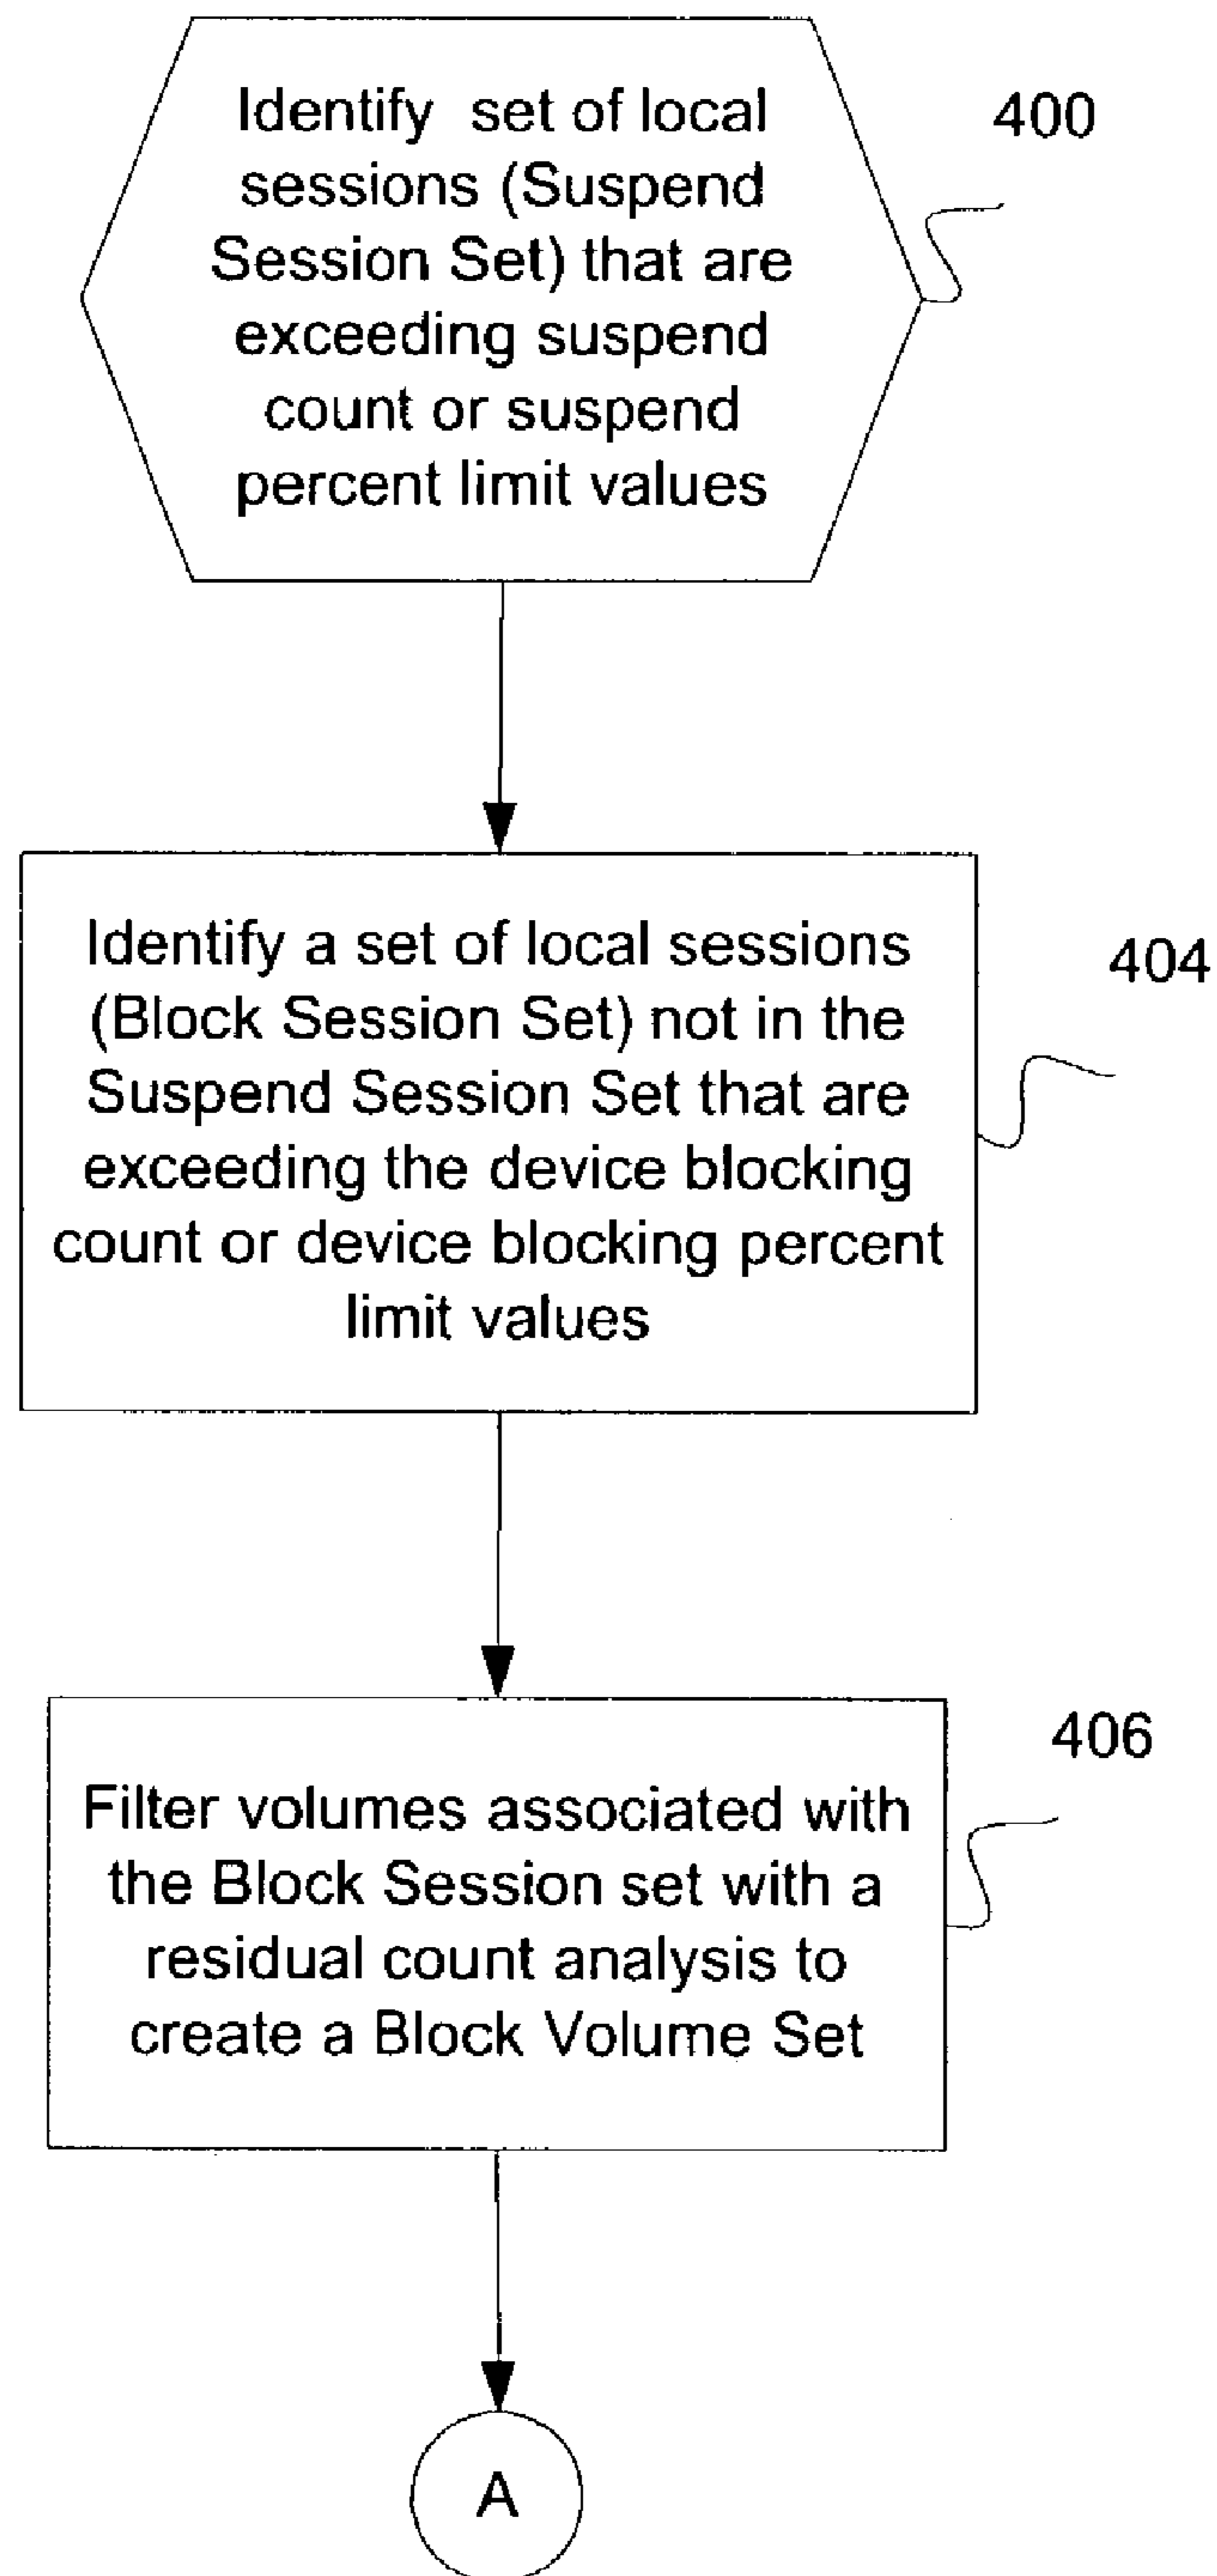 Identify set of local
sessions (Suspend
Session Set) that are
exceeding suspend
count or suspend
percent limit values
400
Identify a set of local sessions
(Block Session Set) not in the
Suspend Session Set that are
exceeding the device blocking
count or device blocking percent
limit values
404
Filter volumes associated with
the Block Session set with a
residual count analysis to
create a Block Volume Set
406
A